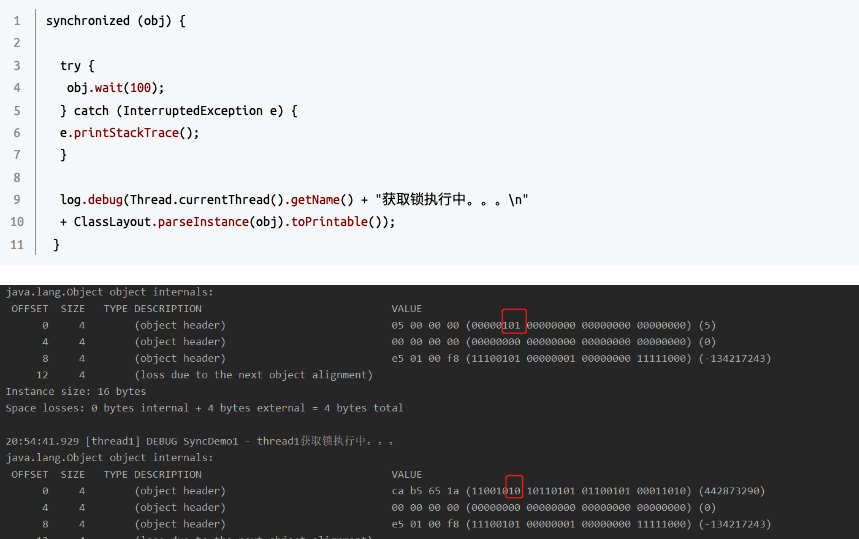 1 synchronized (obj) {
2
3 try {
4 obj.wait(100);
5 } catch (InterruptedException e) {
6 e.printStackTrace();
7 }
8
9 log.debug(Thread.currentThread().getName() + "获取锁执行中。。。\n"
10 + ClassLayout.parseInstance(obj).toPrintable());
11 }
java.lang.Object object internals:
OFFSET SIZE TYPE DESCRIPTION VALUE
0 4 (object header) 05 00 00 00 (00000101 00000000 00000000 00000000) (5)
4 4 (object header) 00 00 00 00 (00000000 00000000 00000000 00000000) (0)
8 4 (object header) e5 01 00 f8 (11100101 00000001 00000000 11111000) (-134217243)
12 4 (loss due to the next object alignment)
Instance size: 16 bytes
Space losses: 0 bytes internal + 4 bytes external = 4 bytes total
20:54:41.929 [thread1] DEBUG SyncDemo1 - thread1获取锁执行中。。。
java.lang.Object object internals:
OFFSET SIZE TYPE DESCRIPTION VALUE
0 4 (object header) ca b5 65 1a (11001010 10110101 01100101 00011010) (442873290)
4 4 (object header) 00 00 00 00 (00000000 00000000 00000000 00000000) (0)
8 4 (object header) e5 01 00 f8 (11100101 00000001 00000000 11111000) (-134217243)